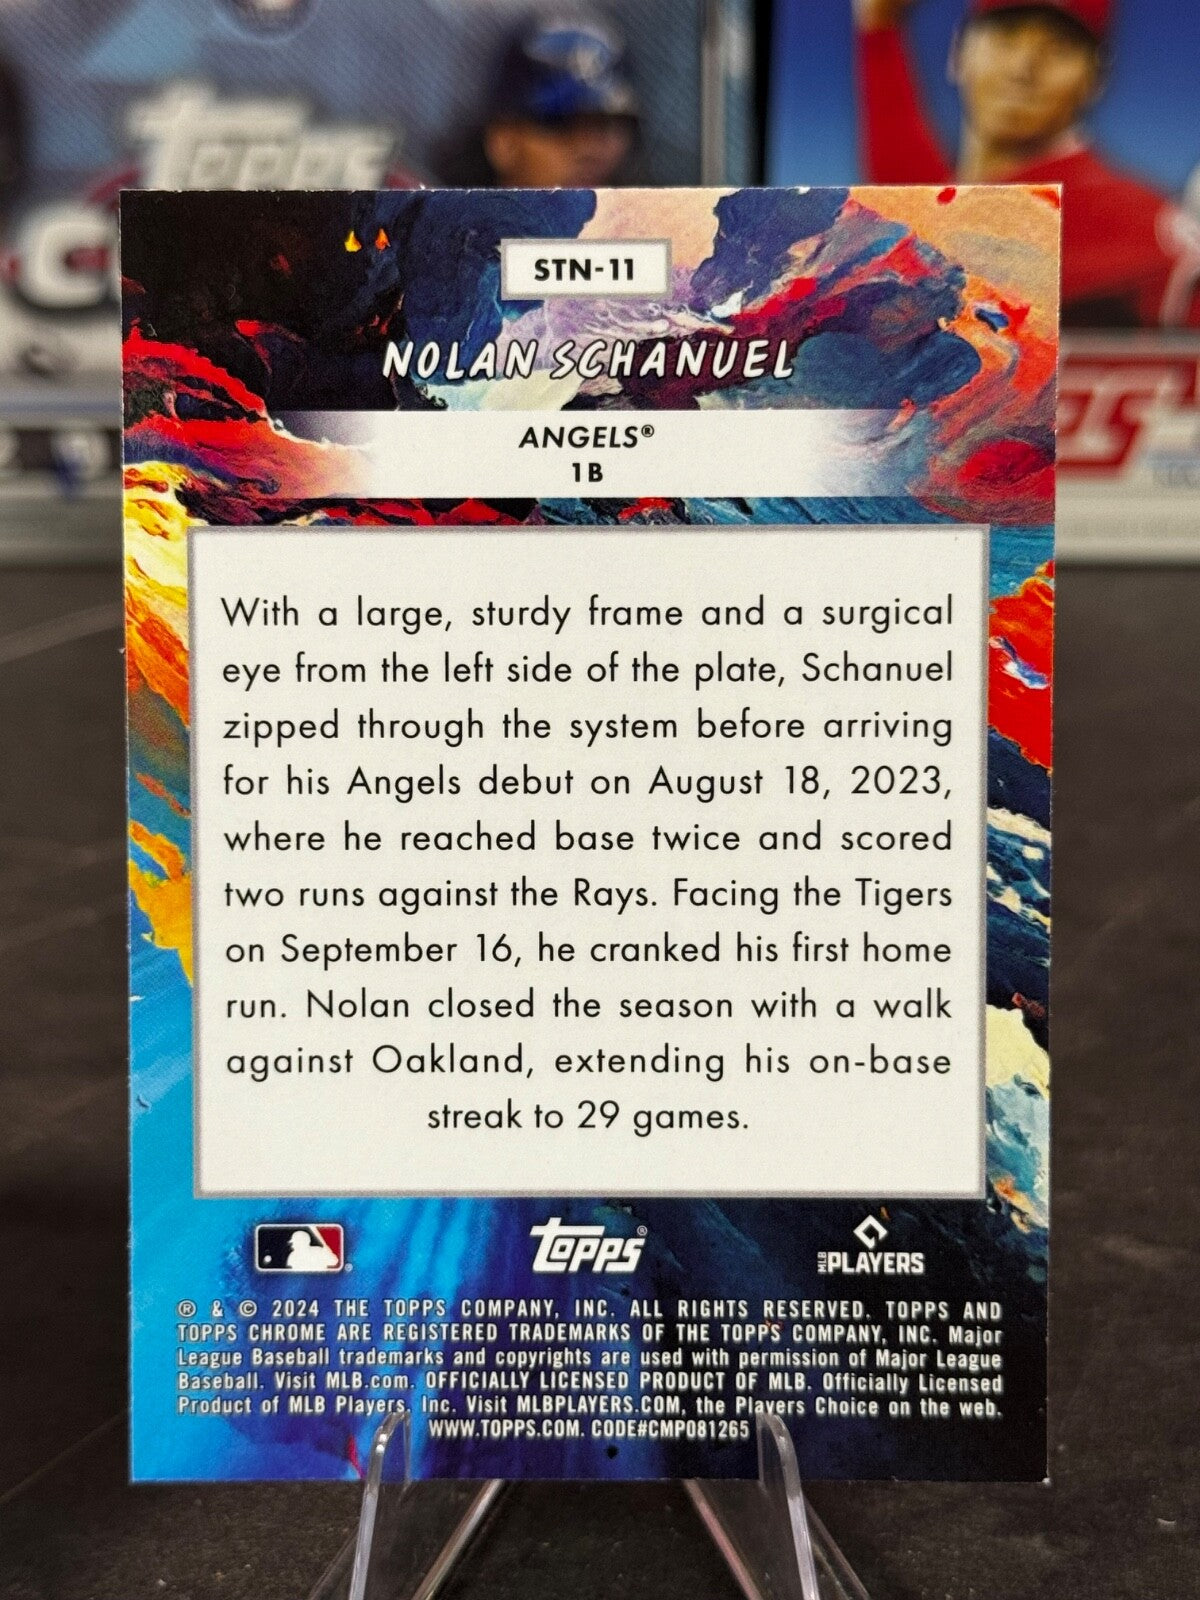 Topps
STN-11
NOLAN SCHANUEL
ANGELS®
1B
With a large, sturdy frame and a surgical
eye from the left side of the plate, Schanuel
zipped through the system before arriving
for his Angels debut on August 18, 2023,
where he reached base twice and scored
two runs against the Rays. Facing the Tigers
on September 16, he cranked his first home
run. Nolan closed the season with a walk
against Oakland, extending his on-base
streak to 29 games.
Topps®
MLB PLAYERS
® & © 2024 THE TOPPS COMPANY, INC. ALL RIGHTS RESERVED. TOPPS AND
TOPPS CHROME ARE REGISTERED TRADEMARKS OF THE TOPPS COMPANY, INC. Major
League Baseball trademarks and copyrights are used with permission of Major League
Baseball. Visit MLB.com. OFFICIALLY LICENSED PRODUCT OF MLB. Officially Licensed
Product of MLB Players, Inc. Visit MLBPLAYERS.COM, the Players Choice on the web.
WWW.TOPPS.COM. CODE#CMP081265